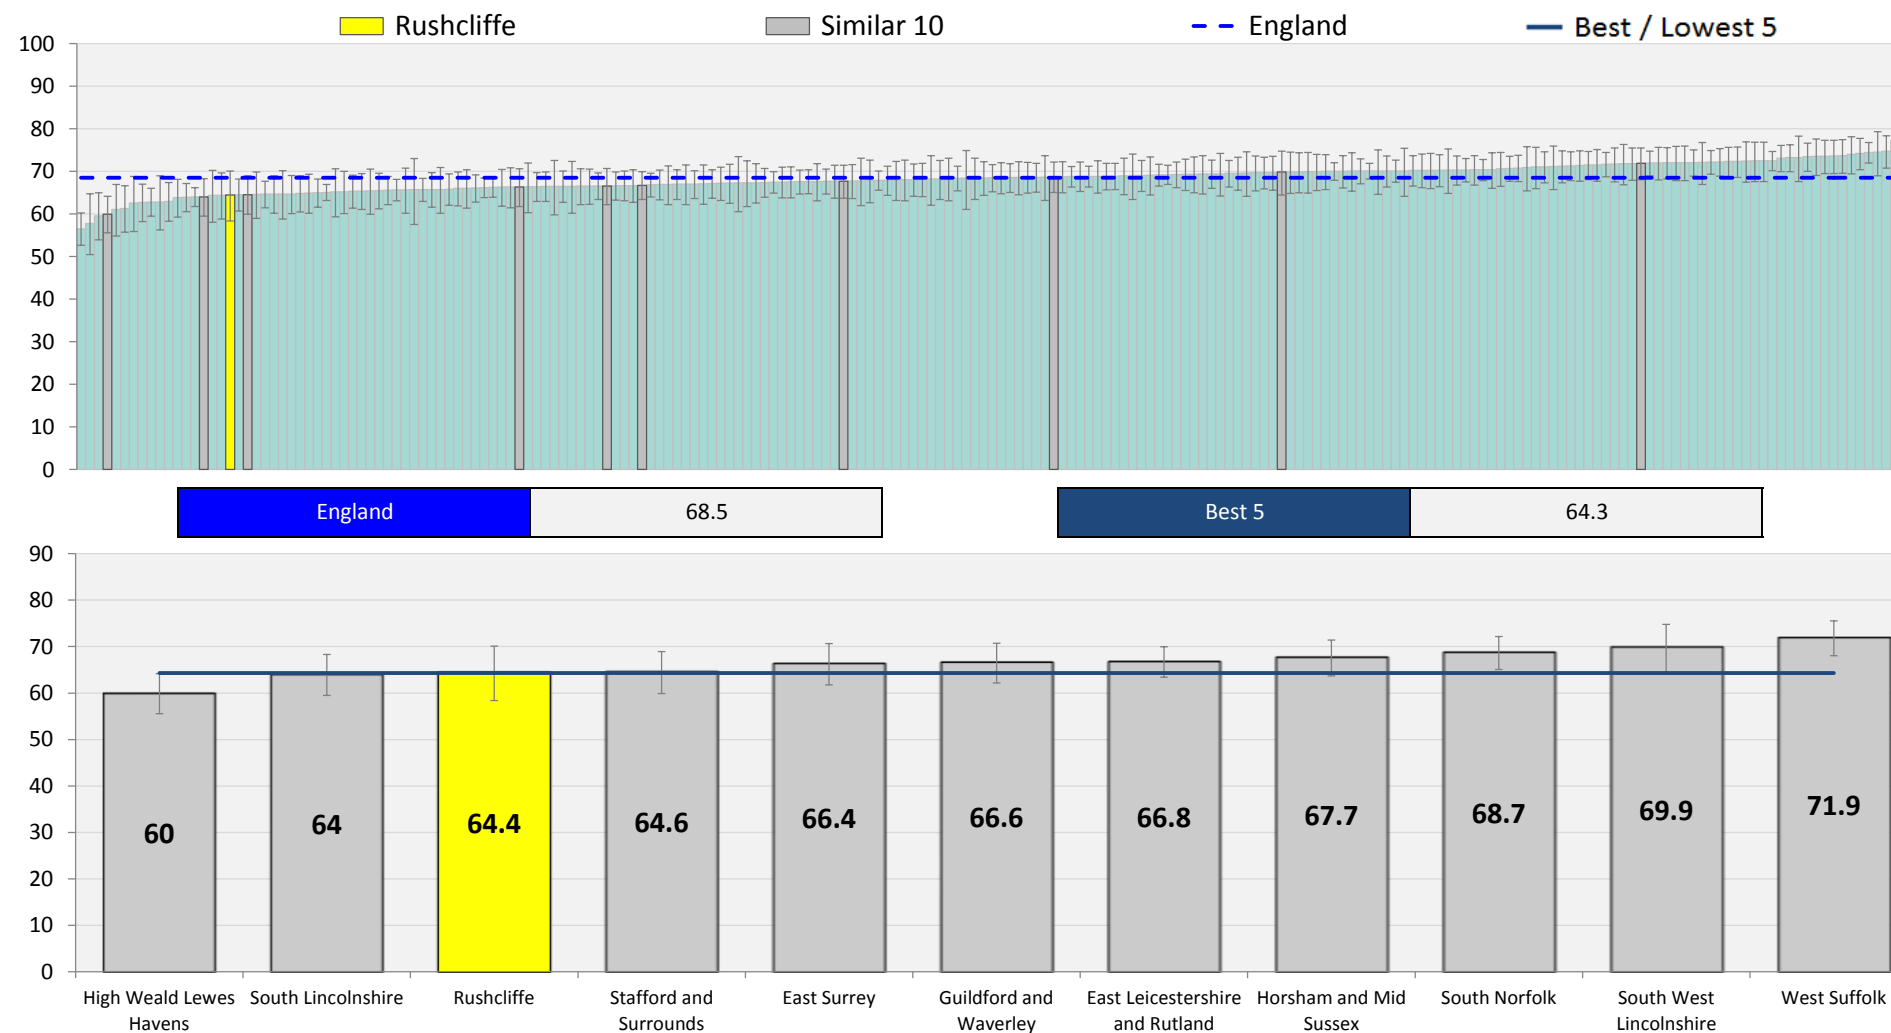 Rushcliffe
Similar 10
England
Best / Lowest 5
100
90
80
70
60
50
40
30
20
10
0
England 68.5
Best 5 64.3
90
80
70
60
50
40
30
20
10
0
60
64
64.4
64.6
66.4
66.6
66.8
67.7
68.7
69.9
71.9
High Weald Lewes
Havens
South Lincolnshire
Rushcliffe
Stafford and
Surrounds
East Surrey
Guildford and
Waverley
East Leicestershire
and Rutland
Horsham and Mid
Sussex
South Norfolk
South West
Lincolnshire
West Suffolk